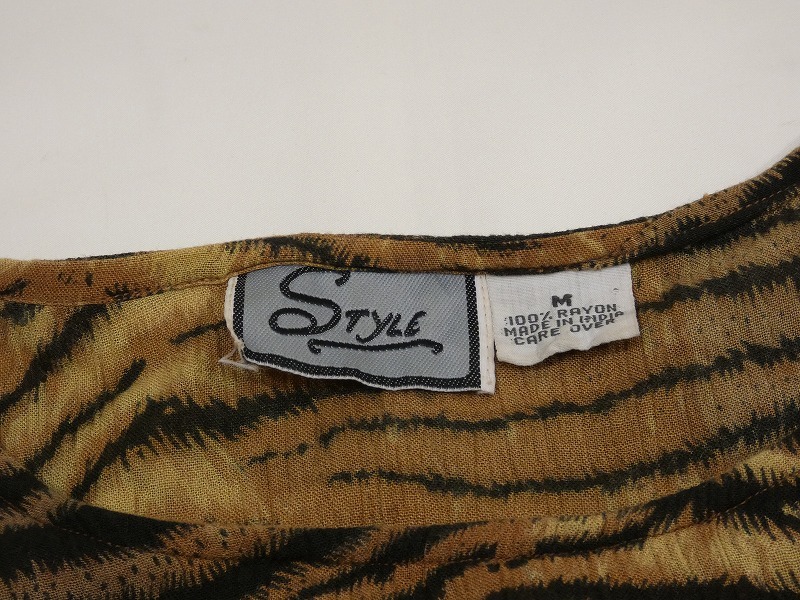 STYLE
M
100% RAYON
MADE IN INDIA
CARE OVER